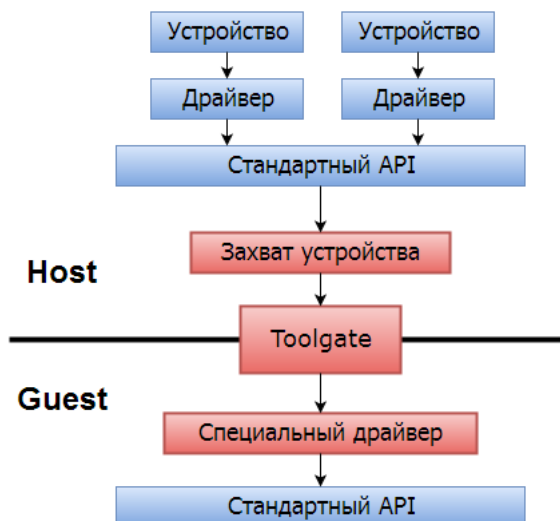 Устройство
Устройство
Драйвер
Драйвер
Стандартный API
Захват устройства
Host
Toolgate
Guest
Специальный драйвер
Стандартный API